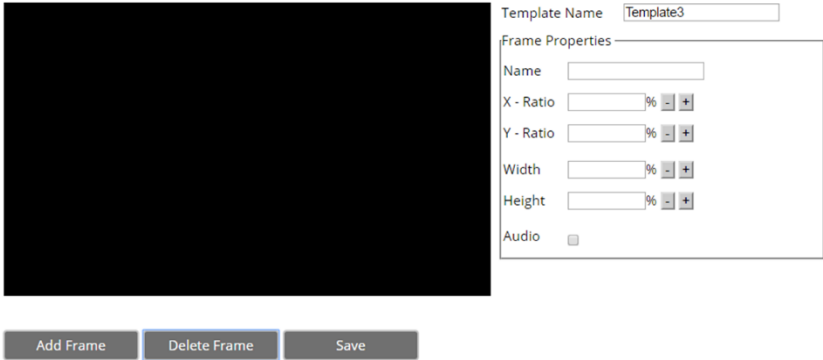 Template Name Template3
Frame Properties
Name
X - Ratio % - +
Y - Ratio % - +
Width % - +
Height % - +
Audio
Add Frame Delete Frame Save